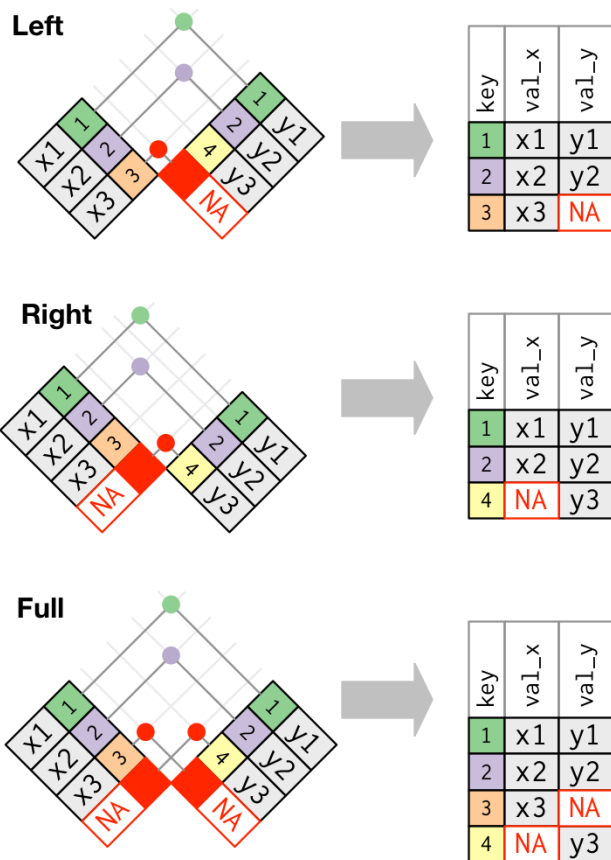 Left
1 x1
2 x2
3 x3
1 y1
2 y2
4 y3
NA
key val_x val_y
1 x1 y1
2 x2 y2
3 x3 NA
Right
1 x1
2 x2
3 x3
NA
1 y1
2 y2
4 y3
key val_x val_y
1 x1 y1
2 x2 y2
4 NA y3
Full
1 x1
2 x2
3 x3
NA
1 y1
2 y2
4 y3
NA
key val_x val_y
1 x1 y1
2 x2 y2
3 x3 NA
4 NA y3